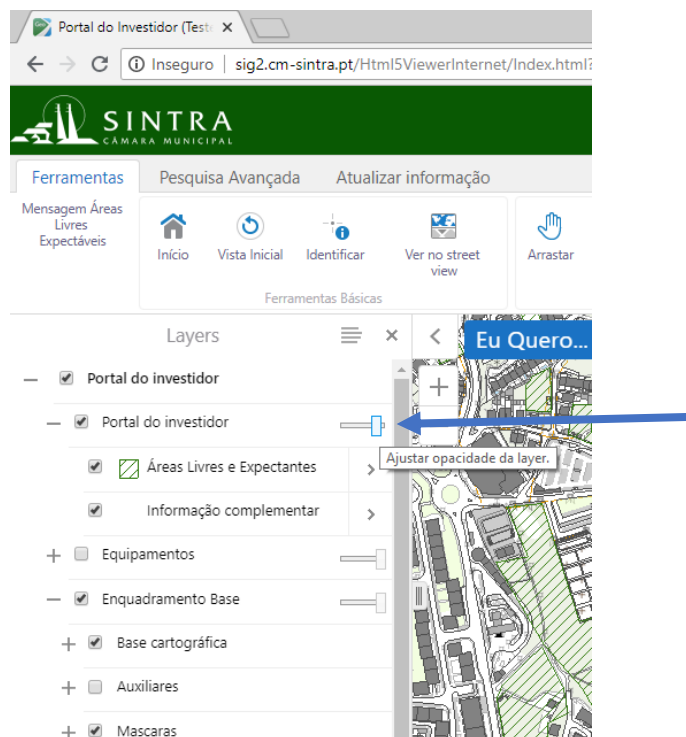 Portal do Investidor (Teste
Inseguro | sig2.cm-sintra.pt/Html5ViewerInternet/Index.html?
SINTRA
CÂMARA MUNICIPAL
Ferramentas Pesquisa Avançada Atualizar informação
Mensagem Áreas
Livres
Expectáveis
Início Vista Inicial Identificar Ver no street
view
Arrastar
Ferramentas Básicas
Layers
Eu Quero...
Portal do investidor
Portal do investidor
Ajustar opacidade da layer.
Áreas Livres e Expectantes
Informação complementar
Equipamentos
Enquadramento Base
Base cartográfica
Auxiliares
Mascaras